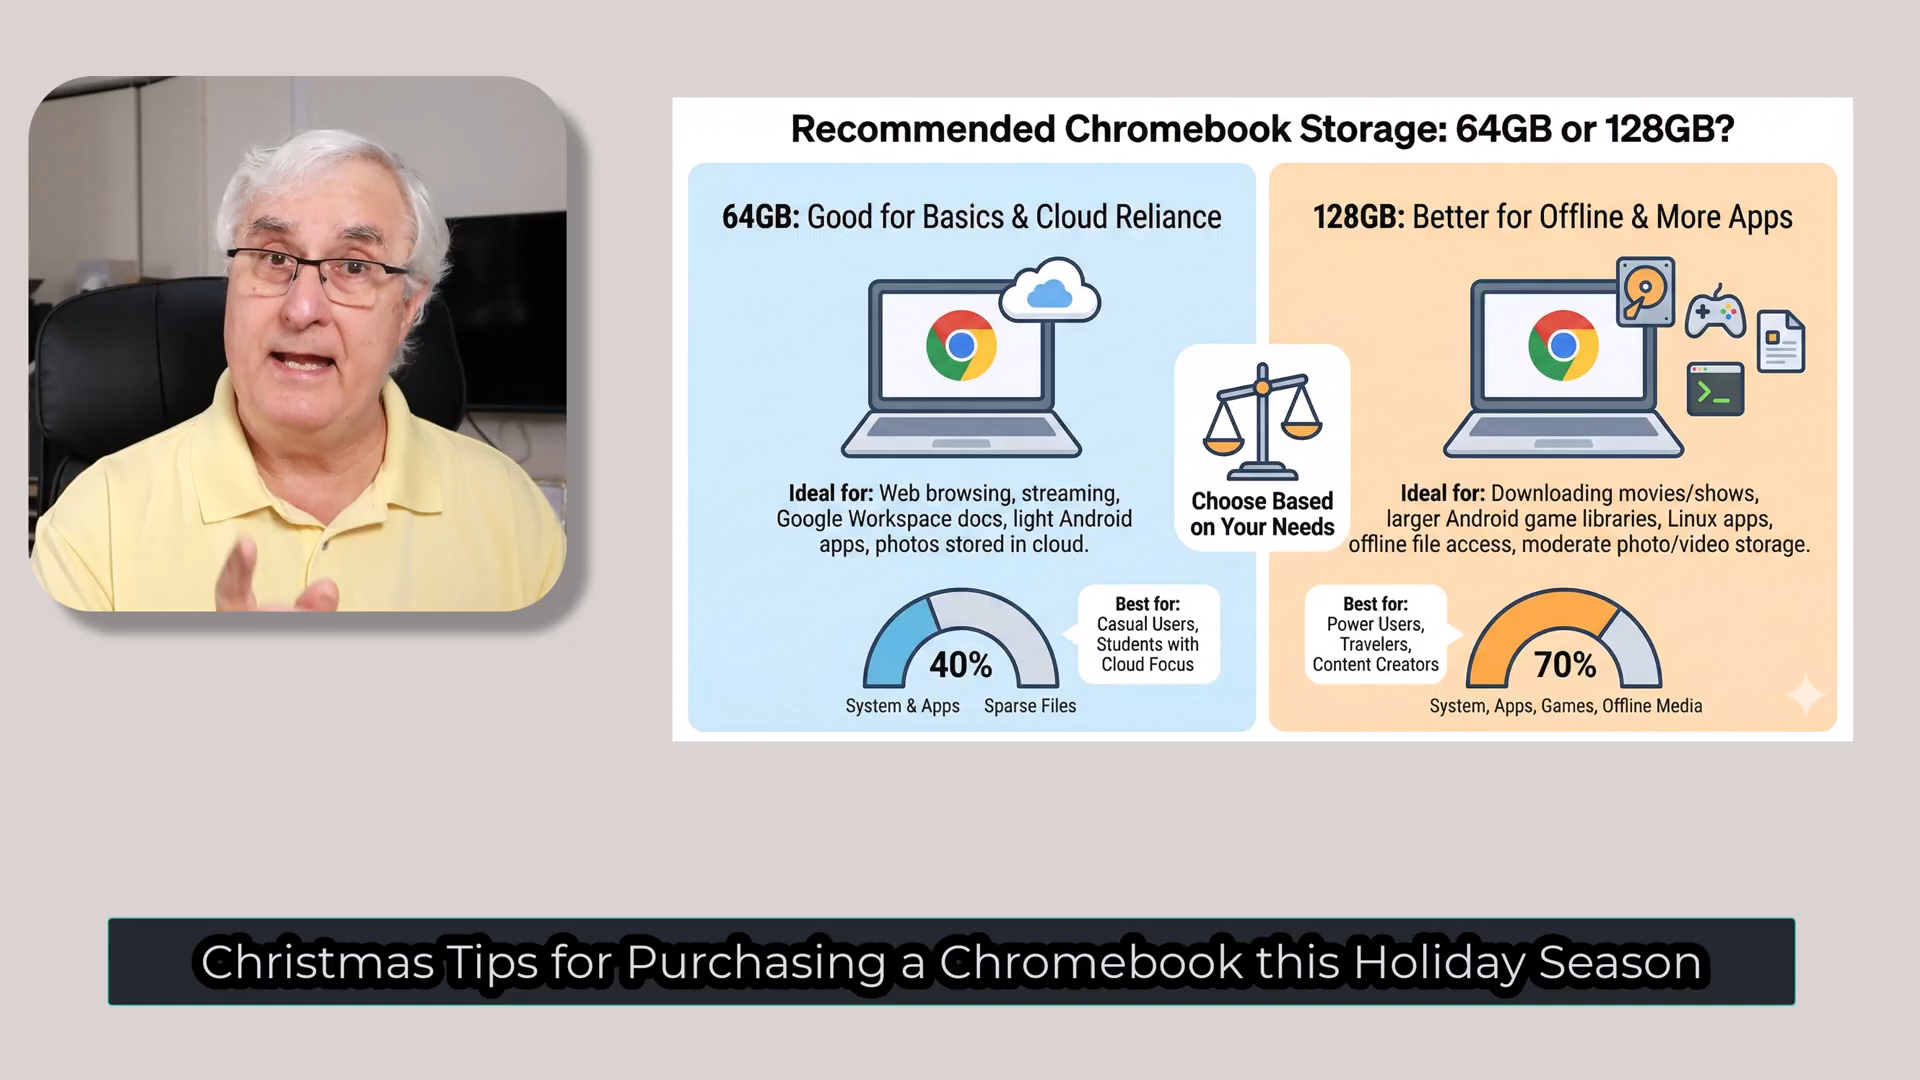 Recommended Chromebook Storage: 64GB or 128GB?
64GB: Good for Basics & Cloud Reliance
Ideal for: Web browsing, streaming,
Google Workspace docs, light Android
apps, photos stored in cloud.
40%
System & Apps Sparse Files
Best for:
Casual Users,
Students with
Cloud Focus
Choose Based
on Your Needs
128GB: Better for Offline & More Apps
>_
Ideal for: Downloading movies/shows,
larger Android game libraries, Linux apps,
offline file access, moderate photo/video storage.
Best for:
Power Users,
Travelers,
Content Creators
70%
System, Apps, Games, Offline Media
Christmas Tips for Purchasing a Chromebook this Holiday Season